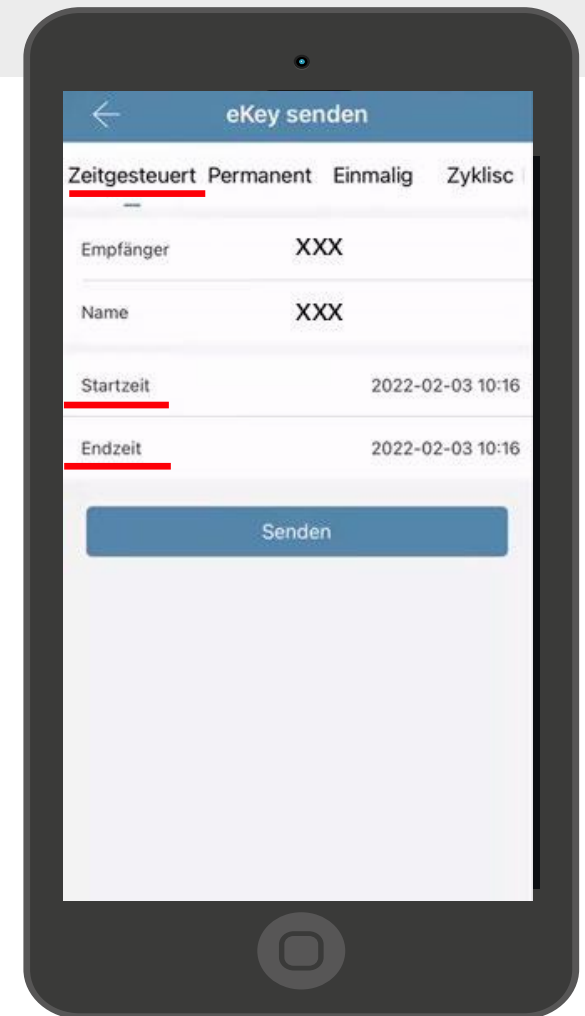 eKey senden
Zeitgesteuert Permanent Einmalig Zyklisc
Empfänger XXX
Name XXX
Startzeit 2022-02-03 10:16
Endzeit 2022-02-03 10:16
Senden